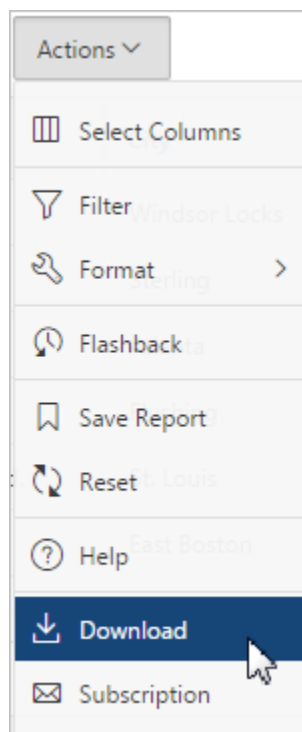 Actions
Select Columns
City
Filter
Windsor Locks
Format
Sterling
Flashback
Save Report
Reset
St. Louis
Help
East Boston
Download
Subscription